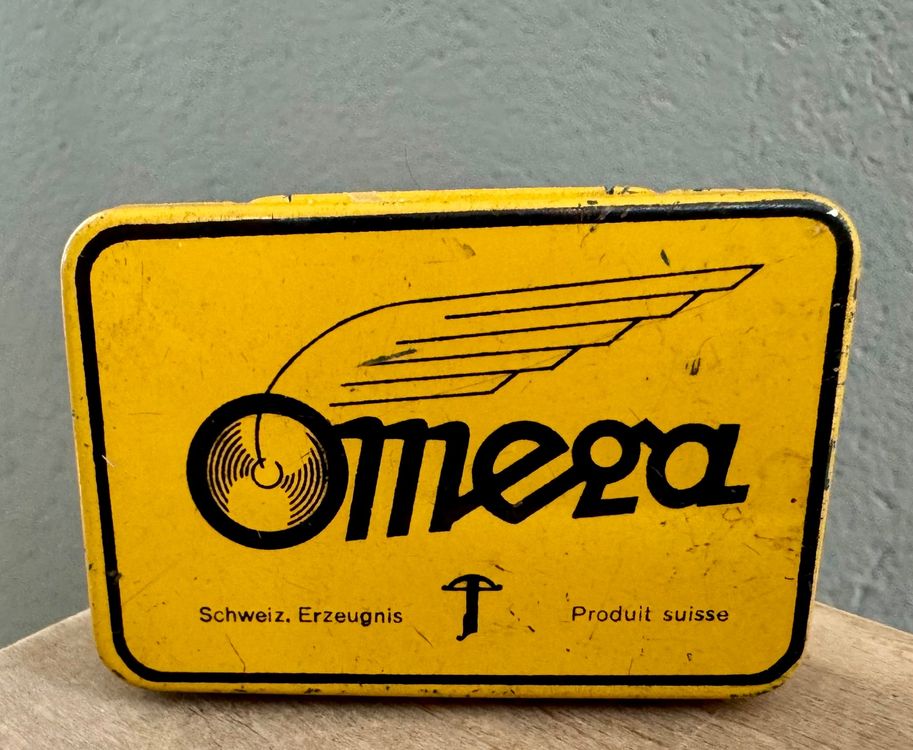 Omega
Schweiz. Erzeugnis
Produit suisse